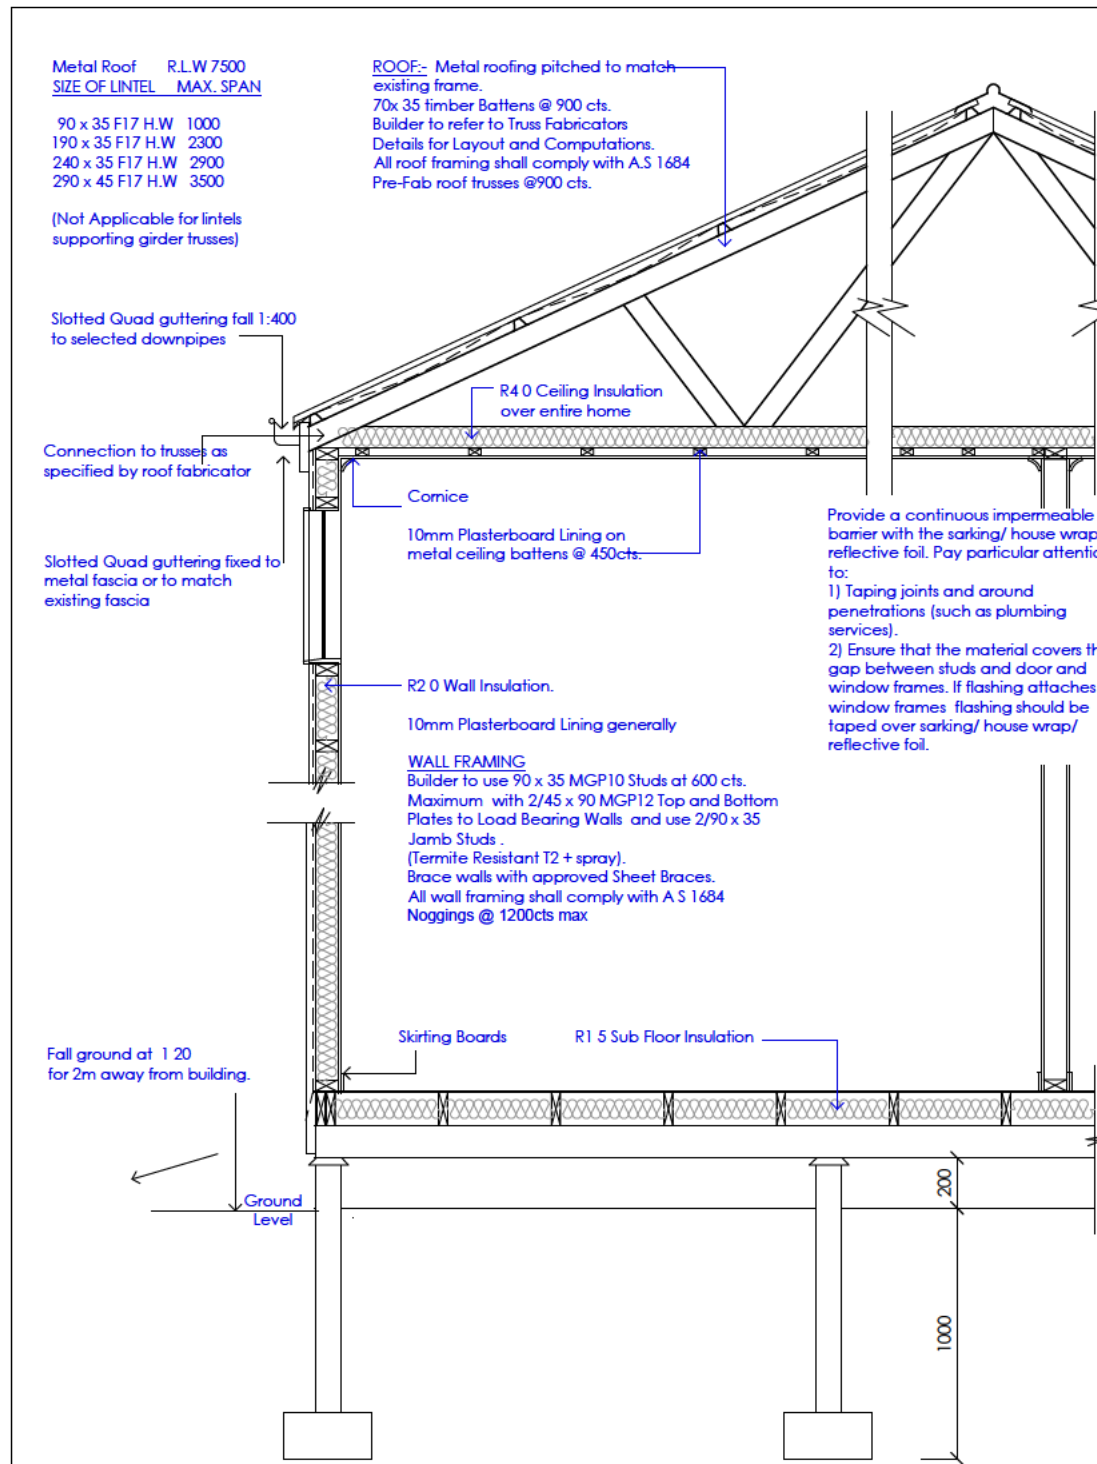 Metal Roof R.L.W 7500
SIZE OF LINTEL MAX. SPAN
90 x 35 F17 H.W 1000
190 x 35 F17 H.W 2300
240 x 35 F17 H.W 2900
290 x 45 F17 H.W 3500
(Not Applicable for lintels
supporting girder trusses)
ROOF:- Metal roofing pitched to match
existing frame.
70x 35 timber Battens @ 900 cts.
Builder to refer to Truss Fabricators
Details for Layout and Computations.
All roof framing shall comply with A.S 1684
Pre-Fab roof trusses @900 cts.
Slotted Quad guttering fall 1:400
to selected downpipes
R4 0 Ceiling Insulation
over entire home
Connection to trusses as
specified by roof fabricator
Cornice
10mm Plasterboard Lining on
metal ceiling battens @ 450cts.
Slotted Quad guttering fixed to
metal fascia or to match
existing fascia
Provide a continuous impermeable
barrier with the sarking/ house wrap
reflective foil. Pay particular attentic
to:
1) Taping joints and around
penetrations (such as plumbing
services).
2) Ensure that the material covers th
gap between studs and door and
window frames. If flashing attaches
window frames flashing should be
taped over sarking/ house wrap/
reflective foil.
R2 0 Wall Insulation.
10mm Plasterboard Lining generally
WALL FRAMING
Builder to use 90 x 35 MGP10 Studs at 600 cts.
Maximum with 2/45 x 90 MGP12 Top and Bottom
Plates to Load Bearing Walls and use 2/90 x 35
Jamb Studs .
(Termite Resistant T2 + spray).
Brace walls with approved Sheet Braces.
All wall framing shall comply with A S 1684
Noggings @ 1200cts max
Skirting Boards
R1 5 Sub Floor Insulation
Fall ground at 1 20
for 2m away from building.
Ground
Level
200
1000